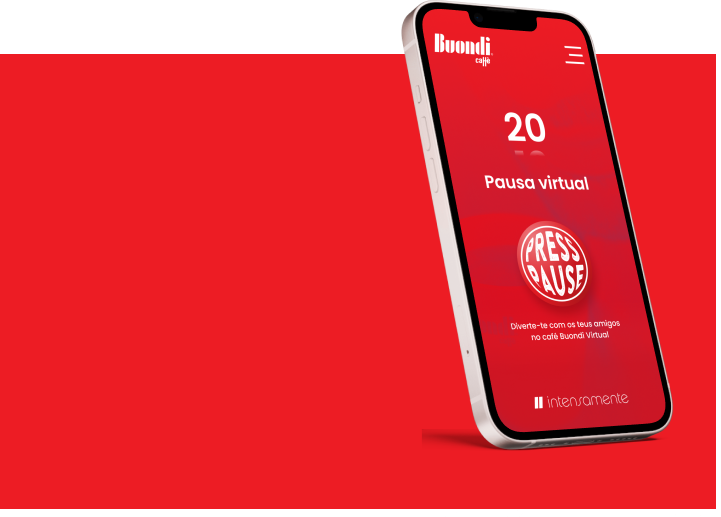 Buondi
caffè
20
Pausa virtual
PRESS
PAUSE
Diverte-te com os teus amigos
no café Buondi Virtual
intensamente